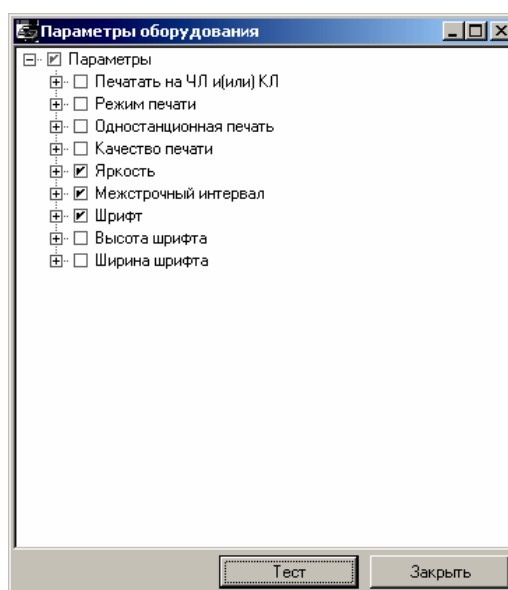 Параметры оборудования
Параметры
Печатать на ЧЛ и(или) КЛ
Режим печати
Одностанционная печать
Качество печати
Яркость
Межстрочный интервал
Шрифт
Высота шрифта
Ширина шрифта
Тест Закрыть